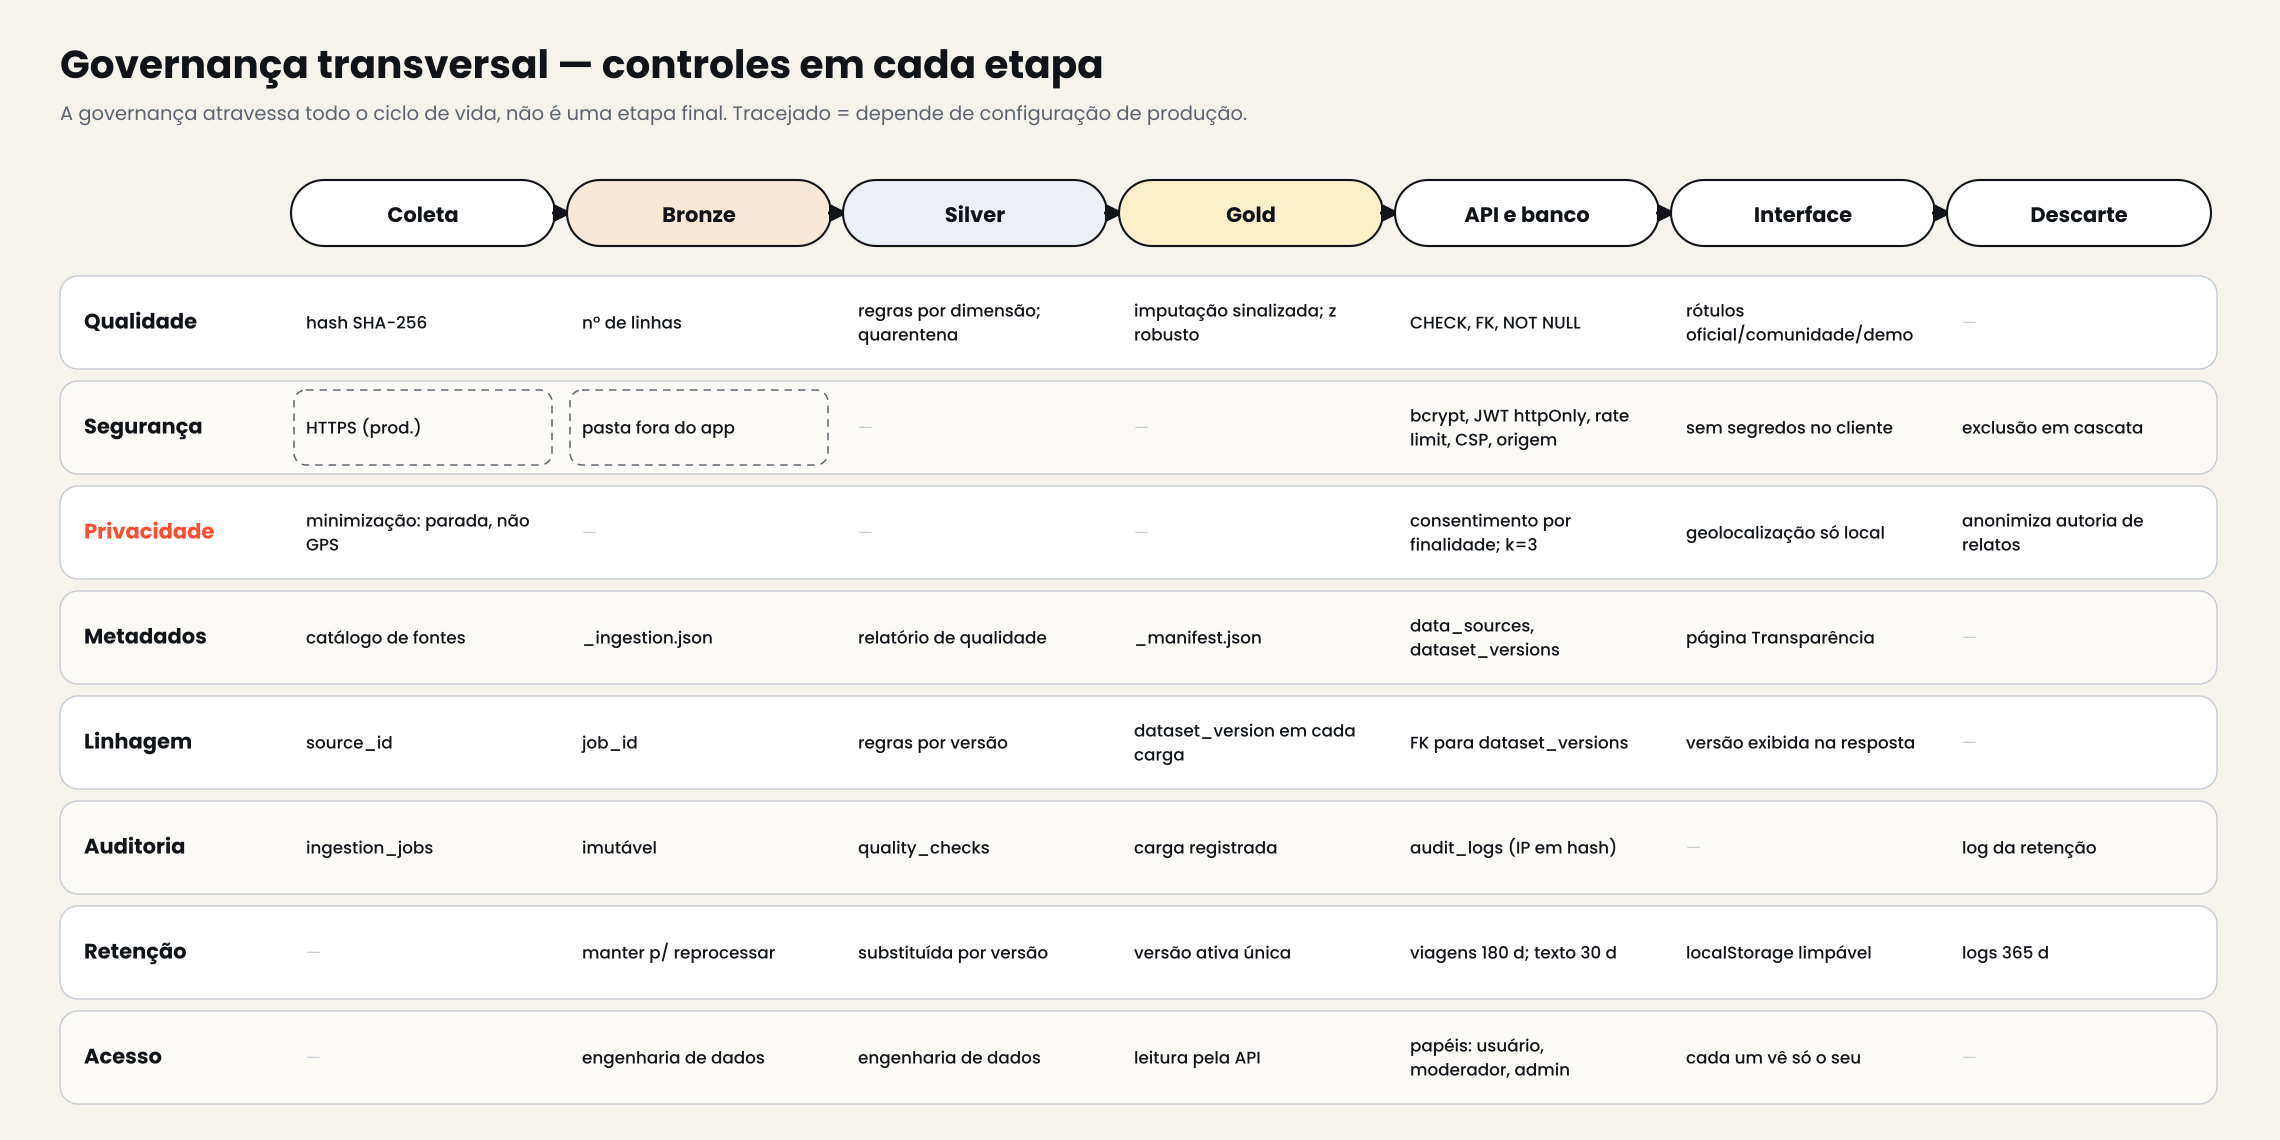 Governança transversal — controles em cada etapa
A governança atravessa todo o ciclo de vida, não é uma etapa final. Tracejado = depende de configuração de produção.
Coleta
Bronze
Silver
Gold
API e banco
Interface
Descarte
Qualidade
hash SHA-256
nº de linhas
regras por dimensão;
quarentena
imputação sinalizada; z
robusto
CHECK, FK, NOT NULL
rótulos
oficial/comunidade/demo
—
Segurança
HTTPS (prod.)
pasta fora do app
—
—
bcrypt, JWT httpOnly, rate
limit, CSP, origem
sem segredos no cliente
exclusão em cascata
Privacidade
minimização: parada, não
GPS
—
—
—
consentimento por
finalidade; k=3
geolocalização só local
anonimiza autoria de
relatos
Metadados
catálogo de fontes
_ingestion.json
relatório de qualidade
_manifest.json
data_sources,
dataset_versions
página Transparência
—
Linhagem
source_id
job_id
regras por versão
dataset_version em cada
carga
FK para dataset_versions
versão exibida na resposta
—
Auditoria
ingestion_jobs
imutável
quality_checks
carga registrada
audit_logs (IP em hash)
—
log da retenção
Retenção
—
manter p/ reprocessar
substituída por versão
versão ativa única
viagens 180 d; texto 30 d
localStorage limpável
logs 365 d
Acesso
—
engenharia de dados
engenharia de dados
leitura pela API
papéis: usuário,
moderador, admin
cada um vê só o seu
—